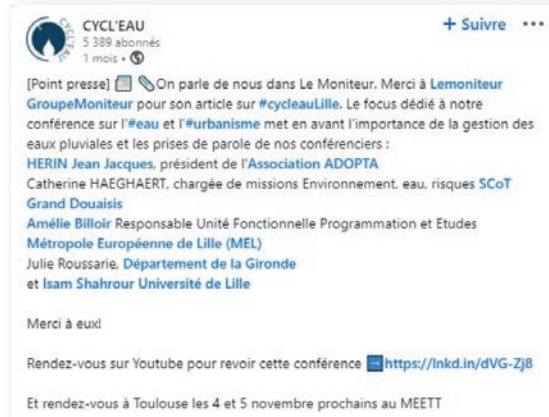 CYCL'EAU
CYCL'EAU
+ Suivre ...
5 389 abonnés
1 mois •
[Point presse] On parle de nous dans Le Moniteur. Merci à Lemoniteur
GroupeMoniteur pour son article sur #cycleauLille. Le focus dédié à notre
conférence sur l'#eau et l'#urbanisme met en avant l'importance de la gestion des
eaux pluviales et les prises de parole de nos conférenciers :
HERIN Jean Jacques, président de l'Association ADOPTA
Catherine HAEGHAERT, chargée de missions Environnement, eau, risques SCoT
Grand Douaisis
Amélie Billoir Responsable Unité Fonctionnelle Programmation et Etudes
Métropole Européenne de Lille (MEL)
Julie Roussarie, Département de la Gironde
et Isam Shahrour Université de Lille
Merci à eux!
Rendez-vous sur Youtube pour revoir cette conférence ➡https://lnkd.in/dVG-Zj8
Et rendez-vous à Toulouse les 4 et 5 novembre prochains au MEETT